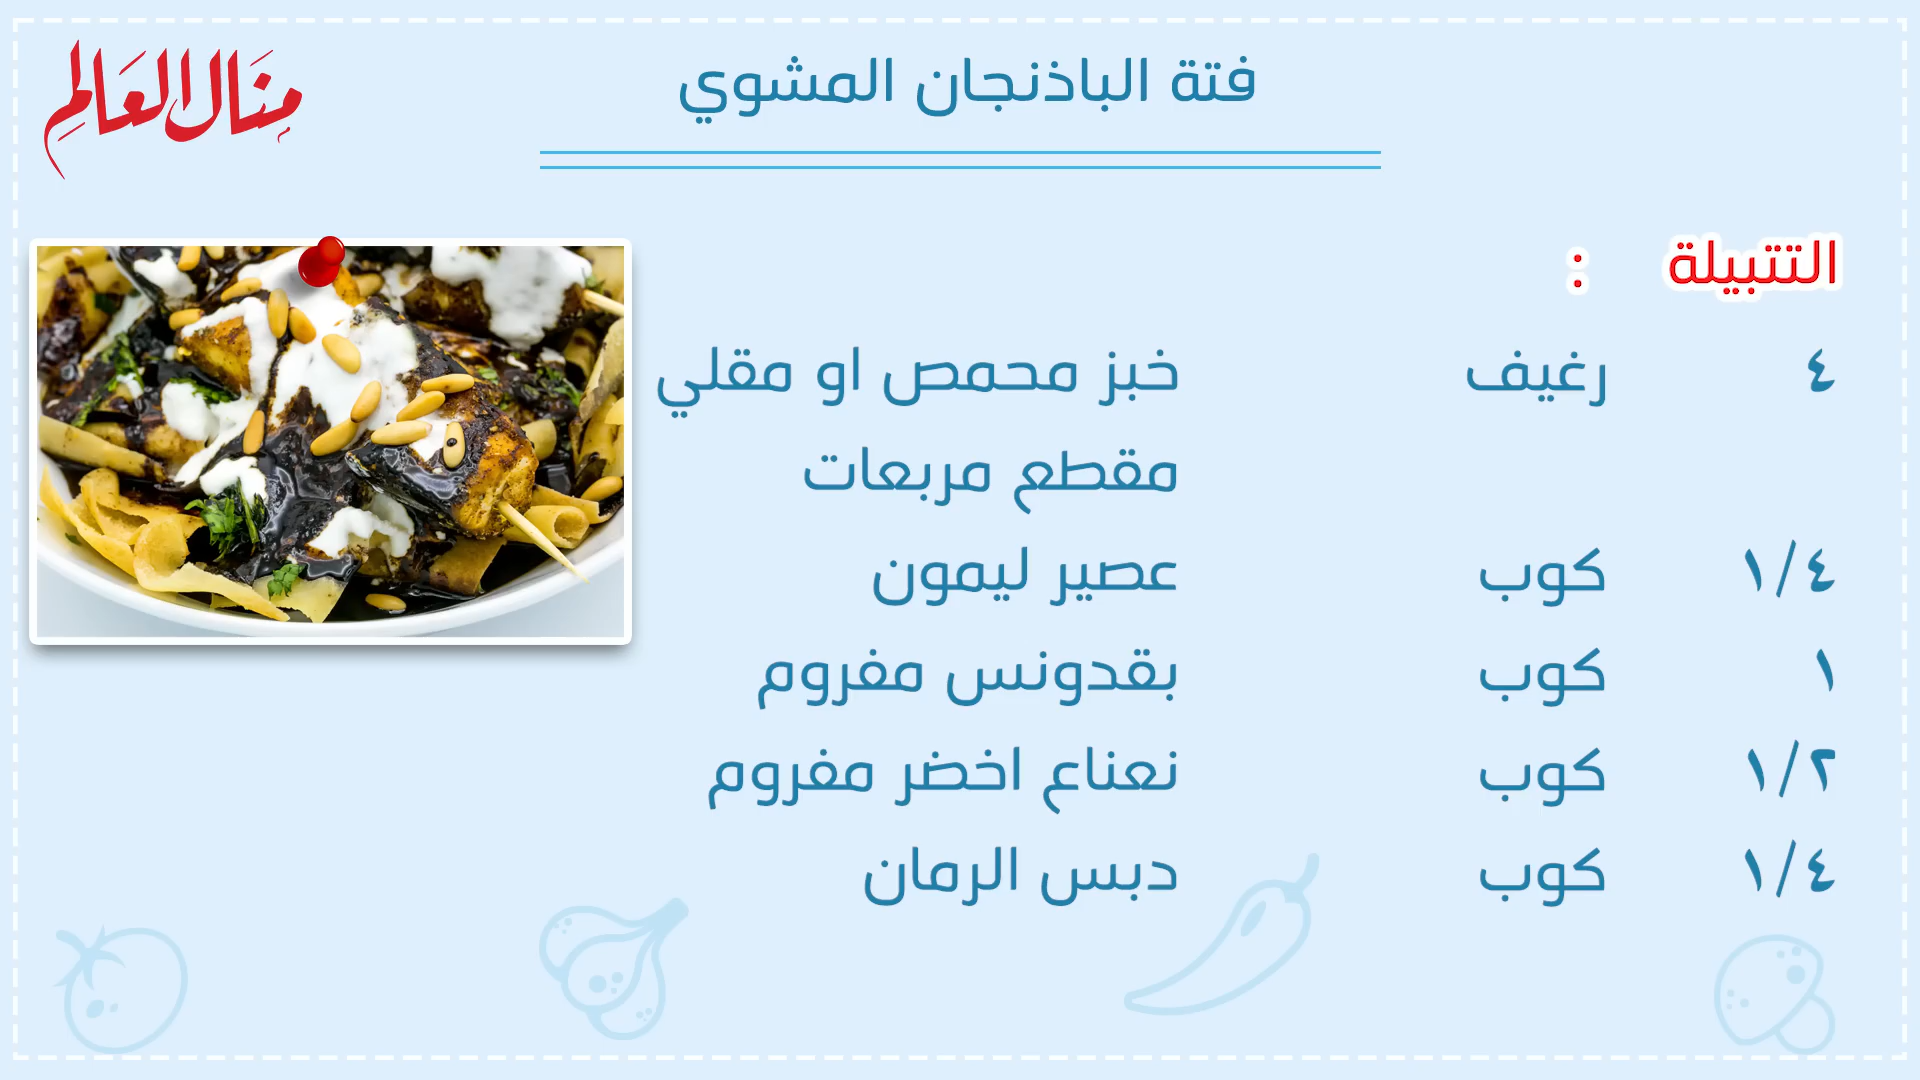 منال العالم
فتة الباذنجان المشوي
التتبيلة :
٤ رغيف خبز محمص او مقلي
مقطع مربعات
١/٤ كوب عصير ليمون
١ كوب بقدونس مفروم
١/٢ كوب نعناع اخضر مفروم
١/٤ كوب دبس الرمان